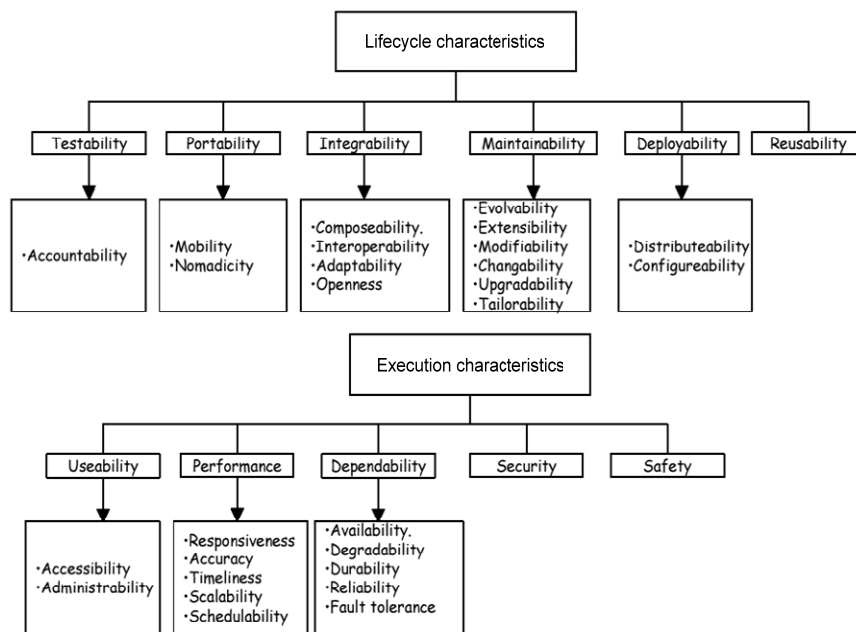 Lifecycle characteristics
Testability
Portability
Integrability
Maintainability
Deployability
Reusability
•Accountability
•Mobility
•Nomadicity
•Composeability.
•Interoperability
•Adaptability
•Openness
•Evolvability
•Extensibility
•Modifiability
•Changability
•Upgradability
•Tailorability
•Distributeability
•Configureability
Execution characteristics
Useability
Performance
Dependability
Security
Safety
•Accessibility
•Administrability
•Responsiveness
•Accuracy
•Timeliness
•Scalability
•Schedulability
•Availability.
•Degradability
•Durability
•Reliability
•Fault tolerance